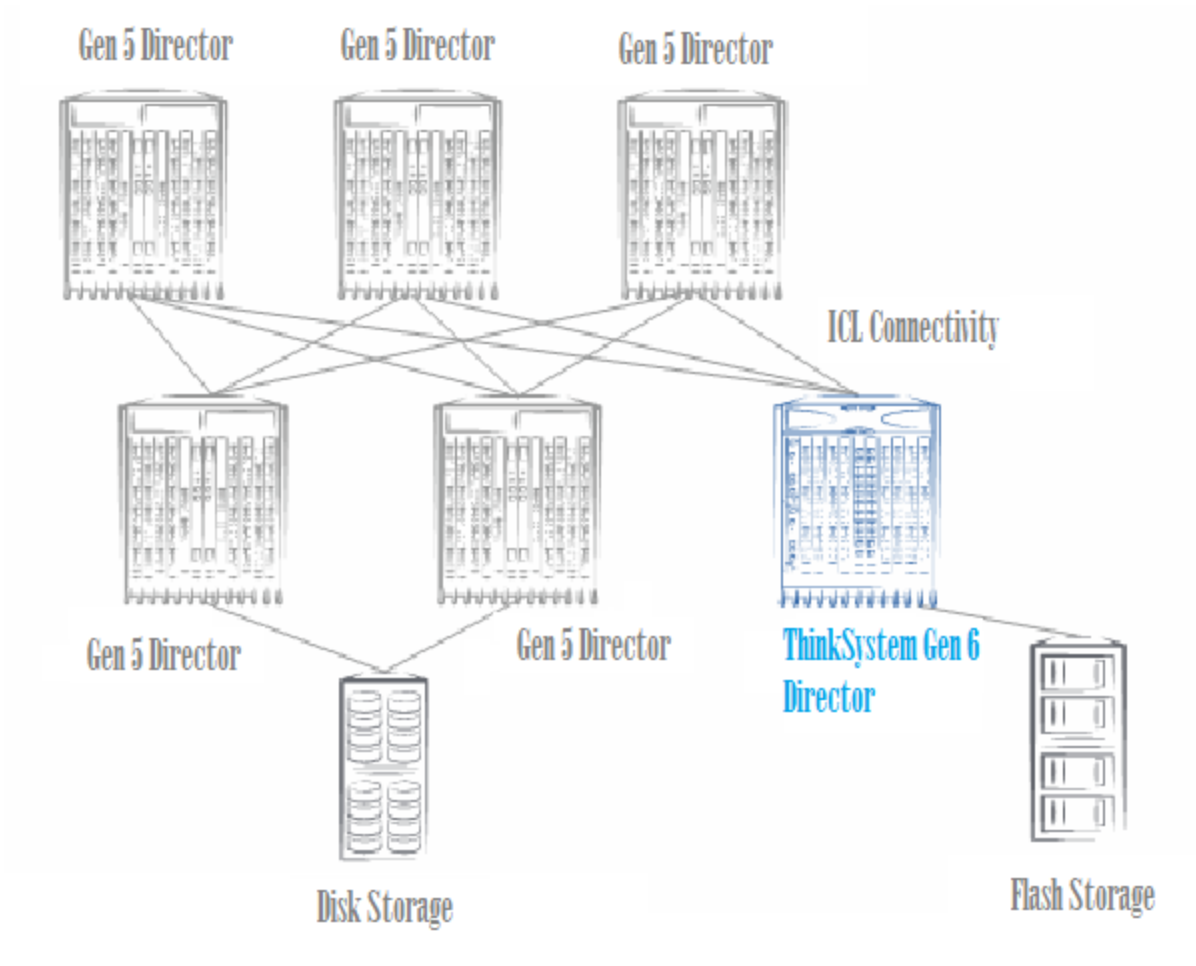 Gen 5 Director
Gen 5 Director
Gen 5 Director
ICL Connectivity
Gen 5 Director
Gen 5 Director
ThinkSystem Gen 6
Director
Disk Storage
Flash Storage